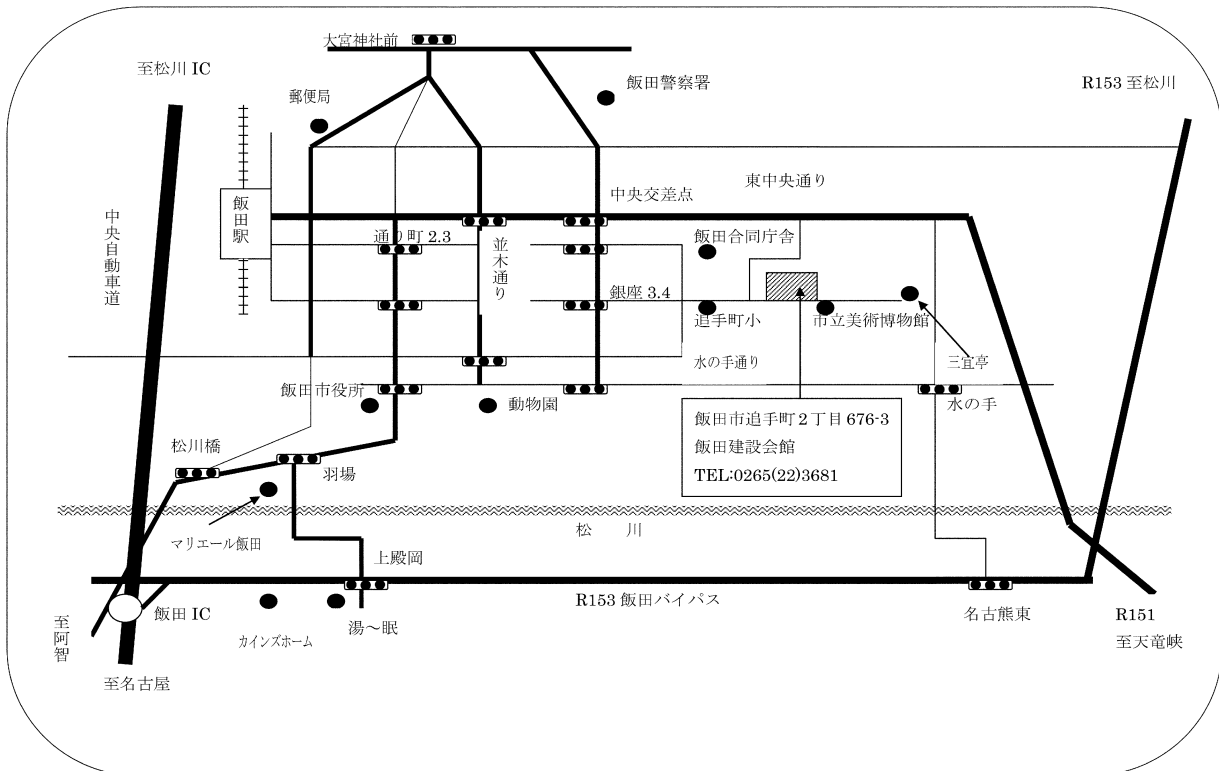 大宮神社前
至松川 IC
飯田警察署
R153 至松川
郵便局
東中央通り
中央交差点
飯田駅
中央自動車道
通り町 2.3
並木通り
飯田合同庁舎
銀座 3.4
追手町小
市立美術博物館
水の手通り
三宜亭
飯田市役所
動物園
水の手
飯田市追手町２丁目 676-3
飯田建設会館
TEL:0265(22)3681
松川橋
羽場
松　川
マリエール飯田
上殿岡
飯田 IC
R153 飯田バイパス
名古熊東
R151
至天竜峡
至阿智
カインズホーム
湯～眠
至名古屋